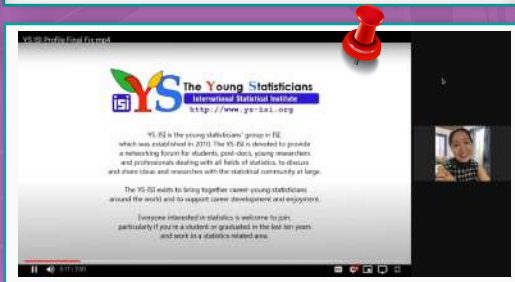 YS-ISI Profile Final Fix.mp4
isi YS The Young Statisticians
International Statistical Institute
http://www.ys-isi.org
YS-ISI is the young statisticians' group in ISI,
which was established in 2010. The YS-ISI is devoted to provide
a networking forum for students, post-docs, young researchers
and professionals dealing with all fields of statistics, to discuss
and share ideas and researches with the statistical community at large.
The YS-ISI exists to bring together career-young statisticians
around the world and to support career development and enjoyment.
Everyone interested in statistics is welcome to join,
particularly if you're a student or graduated in the last ten years
and work in a statistics related area.